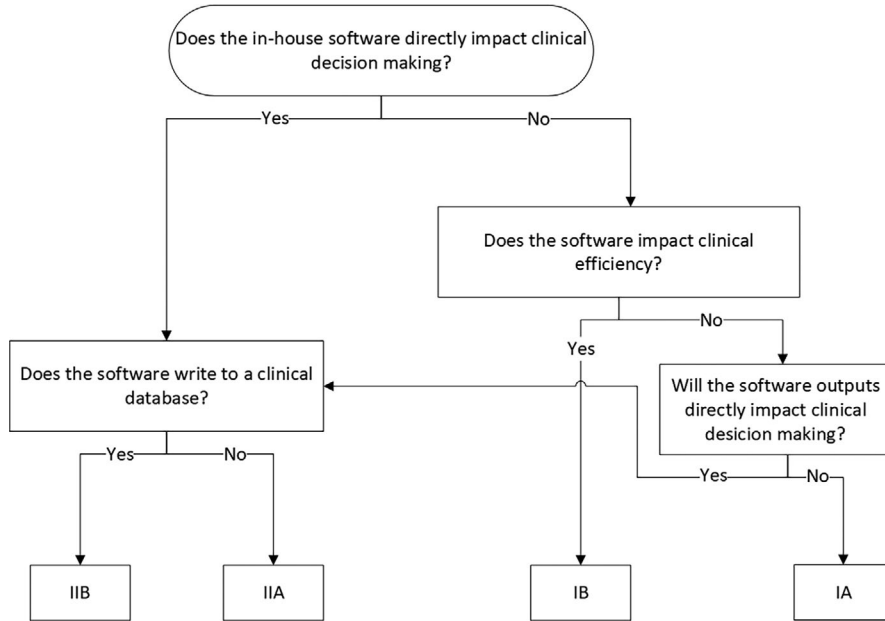 Does the in-house software directly impact clinical
decision making?
Yes
No
Does the software impact clinical
efficiency?
No
Yes
Does the software write to a clinical
database?
Will the software outputs
directly impact clinical
desicion making?
Yes
No
Yes
No
IIB
IIA
IB
IA